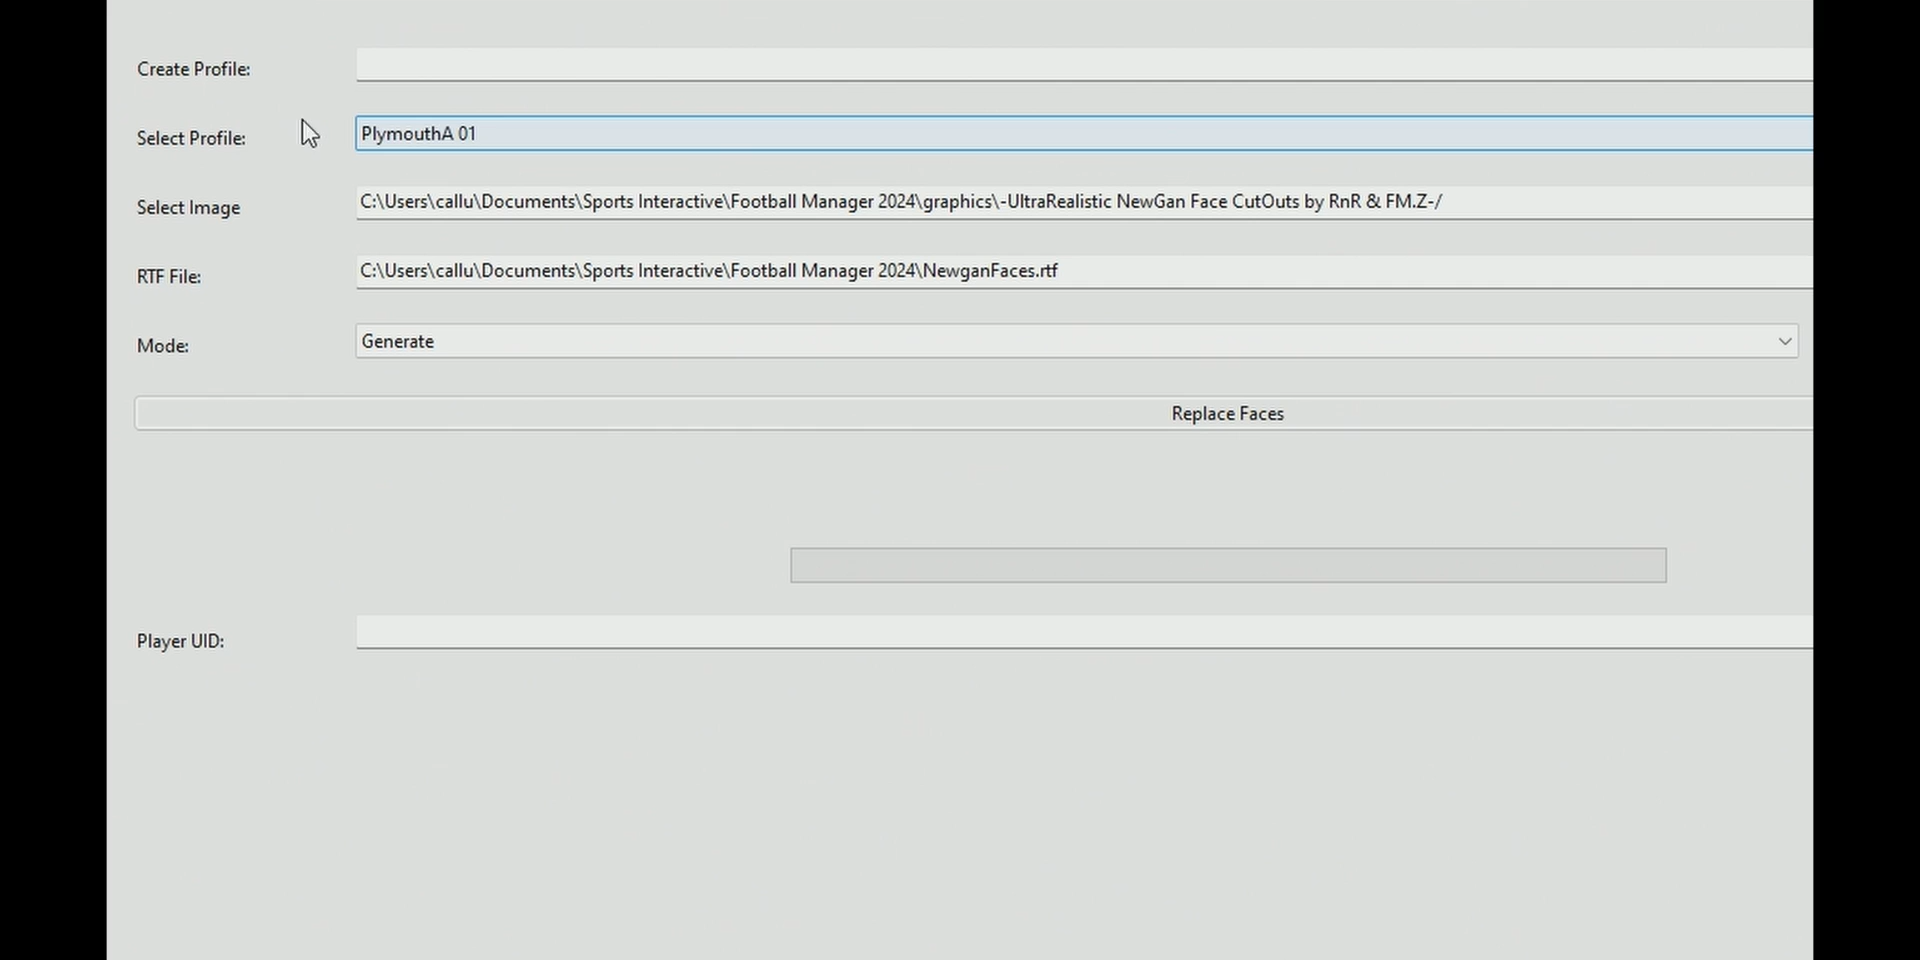 Create Profile:
Select Profile: PlymouthA 01
Select Image C:\Users\callu\Documents\Sports Interactive\Football Manager 2024\graphics\-UltraRealistic NewGan Face CutOuts by RnR & FM.Z-/
RTF File: C:\Users\callu\Documents\Sports Interactive\Football Manager 2024\NewganFaces.rtf
Mode: Generate
Replace Faces
Player UID: